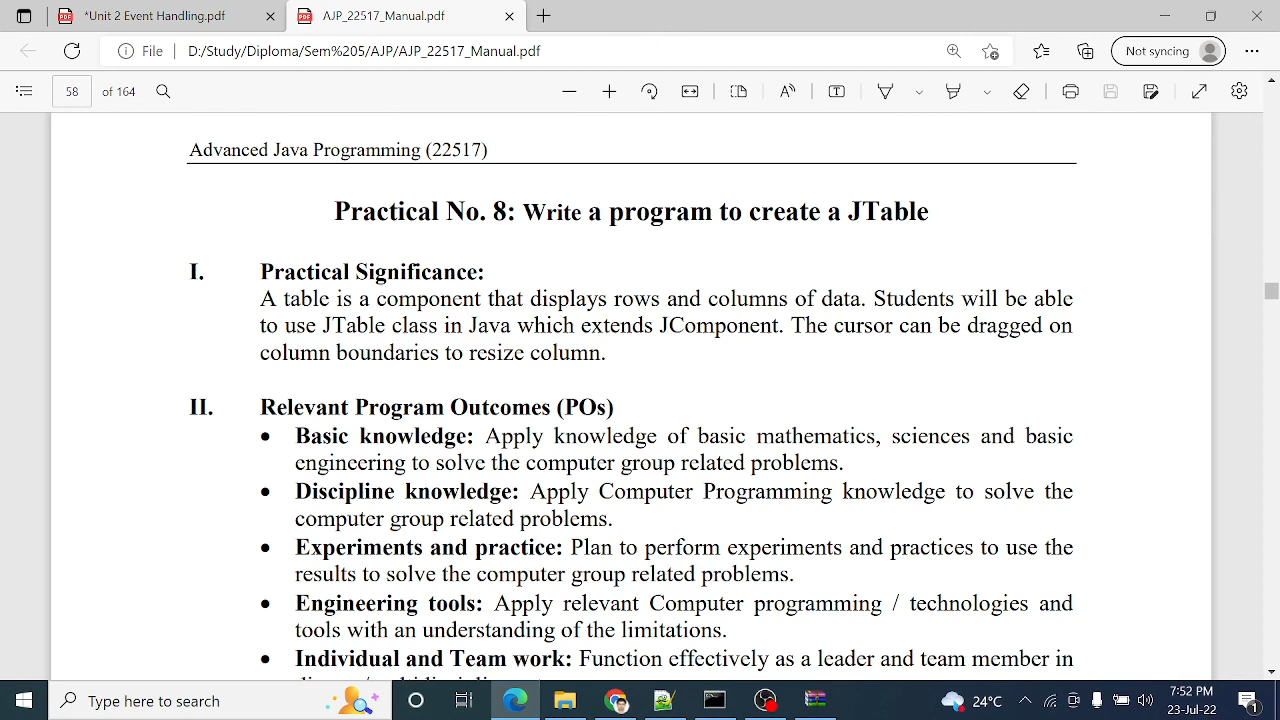 *Unit 2 Event Handling.pdf
AJP_22517_Manual.pdf
File
D:/Study/Diploma/Sem%205/AJP/AJP_22517_Manual.pdf
Not syncing
58 of 164
Advanced Java Programming (22517)
Practical No. 8: Write a program to create a JTable
I. Practical Significance:
A table is a component that displays rows and columns of data. Students will be able
to use JTable class in Java which extends JComponent. The cursor can be dragged on
column boundaries to resize column.
II. Relevant Program Outcomes (POs)
• Basic knowledge: Apply knowledge of basic mathematics, sciences and basic
engineering to solve the computer group related problems.
• Discipline knowledge: Apply Computer Programming knowledge to solve the
computer group related problems.
• Experiments and practice: Plan to perform experiments and practices to use the
results to solve the computer group related problems.
• Engineering tools: Apply relevant Computer programming / technologies and
tools with an understanding of the limitations.
• Individual and Team work: Function effectively as a leader and team member in
Type here to search
24°C
7:52 PM
23-Jul-22
1